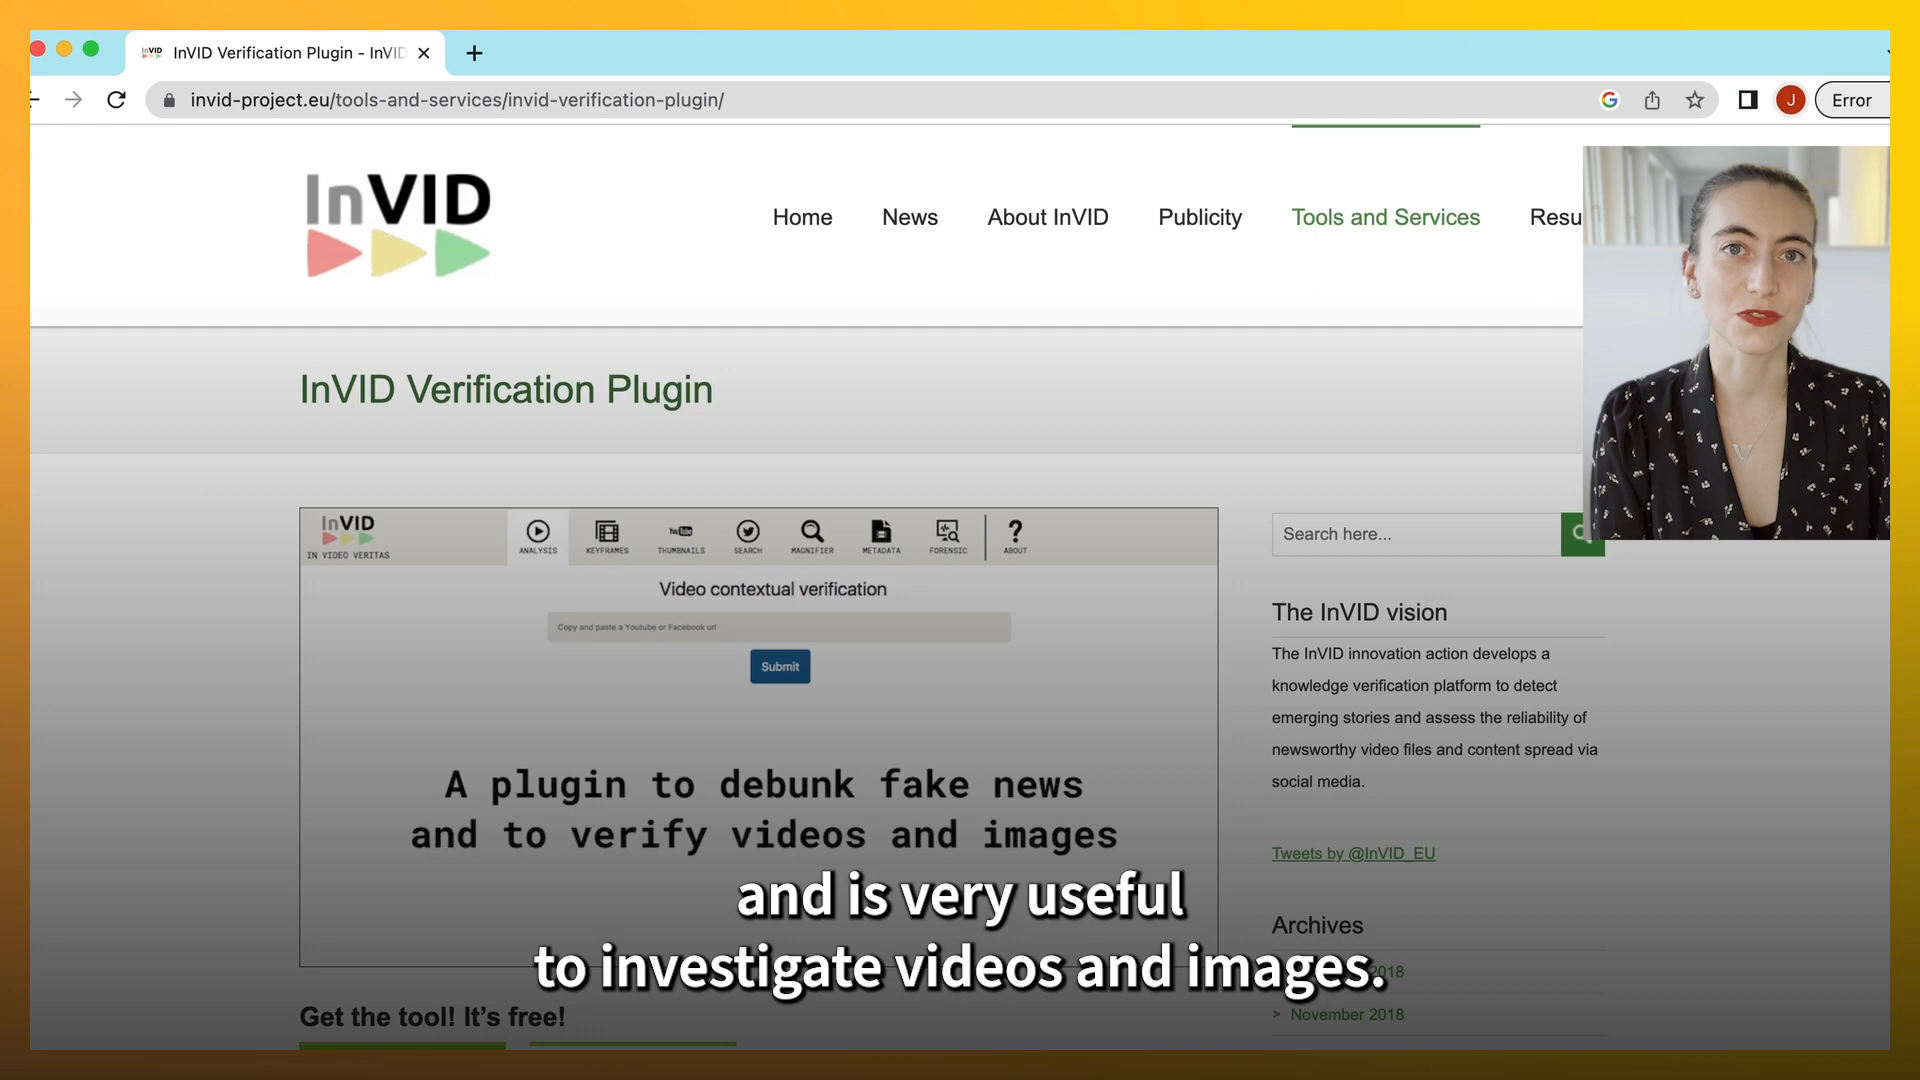 InVID
InVID Verification Plugin - InVID
invid-project.eu/tools-and-services/invid-verification-plugin/
J
Error
InVID
Home
News
About InVID
Publicity
Tools and Services
Resu
InVID Verification Plugin
InVID
IN VIDEO VERITAS
ANALYSIS
KEYFRAMES
YouTube
THUMBNAILS
SEARCH
MAGNIFIER
METADATA
FORENSIC
?
ABOUT
Video contextual verification
Copy and paste a Youtube or Facebook url
Submit
A plugin to debunk fake news
and to verify videos and images
Search here...
The InVID vision
The InVID innovation action develops a
knowledge verification platform to detect
emerging stories and assess the reliability of
newsworthy video files and content spread via
social media.
Tweets by @InVID_EU
Archives
2018
> November 2018
Get the tool! It's free!
and is very useful
to investigate videos and images.